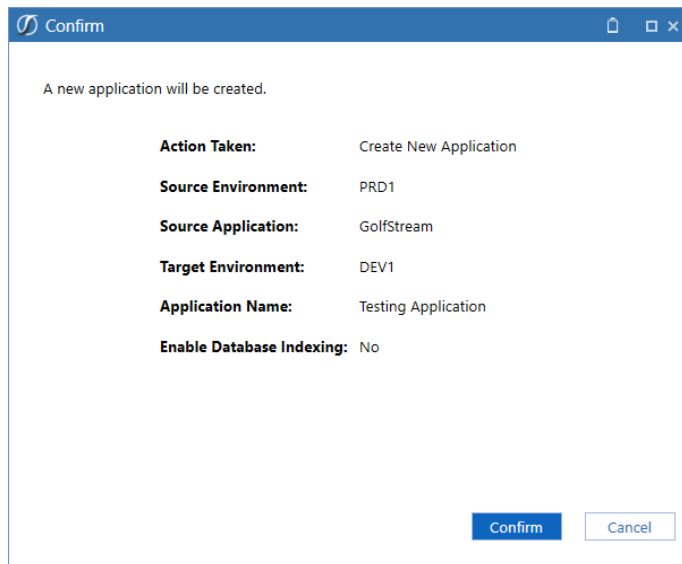 Confirm
A new application will be created.
Action Taken: Create New Application
Source Environment: PRD1
Source Application: GolfStream
Target Environment: DEV1
Application Name: Testing Application
Enable Database Indexing: No
Confirm Cancel